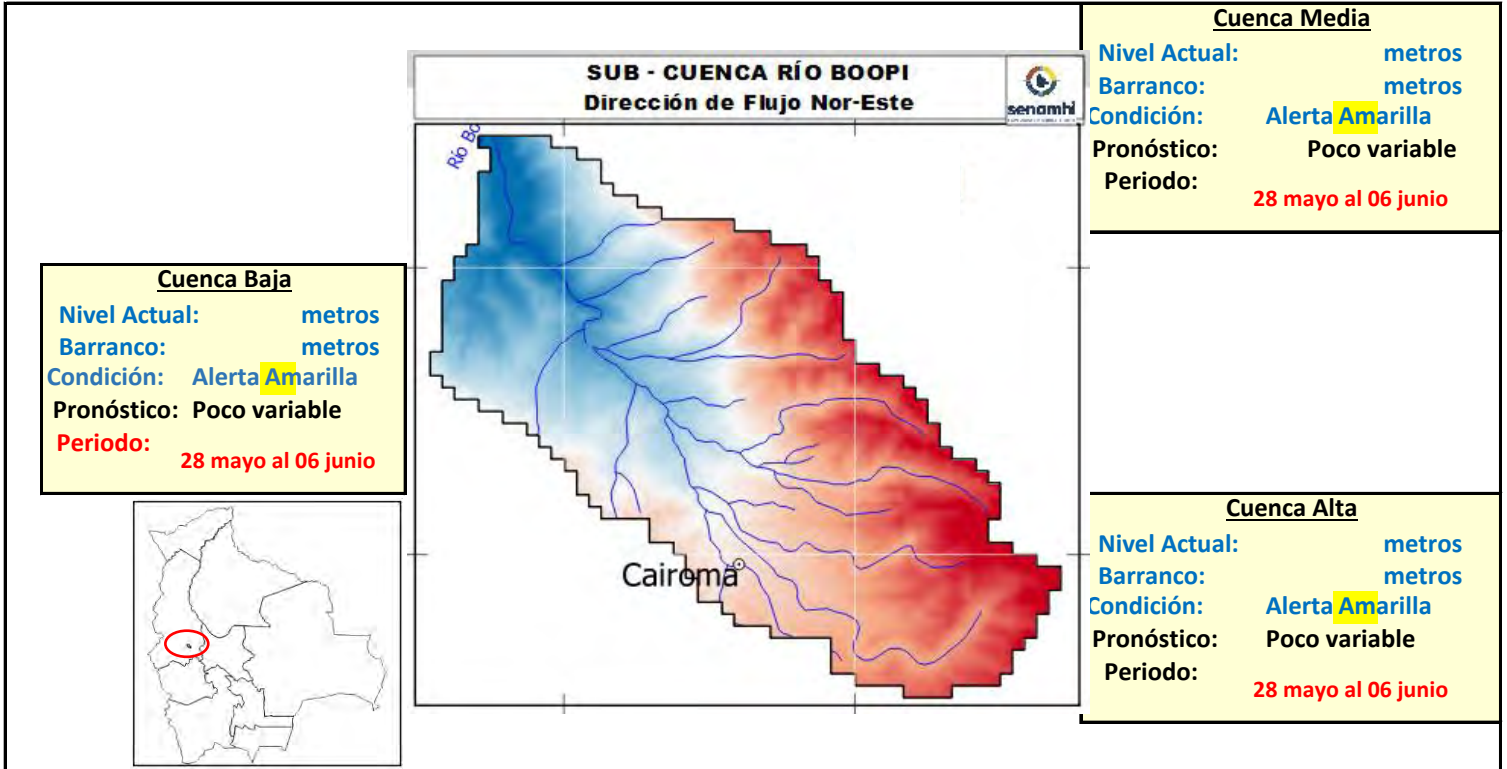 Cuenca Media
Nivel Actual: metros
Barranco: metros
Condición: Alerta Amarilla
Pronóstico: Poco variable
Periodo:
28 mayo al 06 junio
SUB - CUENCA RÍO BOOPI
Dirección de Flujo Nor-Este
senamhi
Río Bo
Cuenca Baja
Nivel Actual: metros
Barranco: metros
Condición: Alerta Amarilla
Pronóstico: Poco variable
Periodo:
28 mayo al 06 junio
Cairoma
Cuenca Alta
Nivel Actual: metros
Barranco: metros
Condición: Alerta Amarilla
Pronóstico: Poco variable
Periodo:
28 mayo al 06 junio